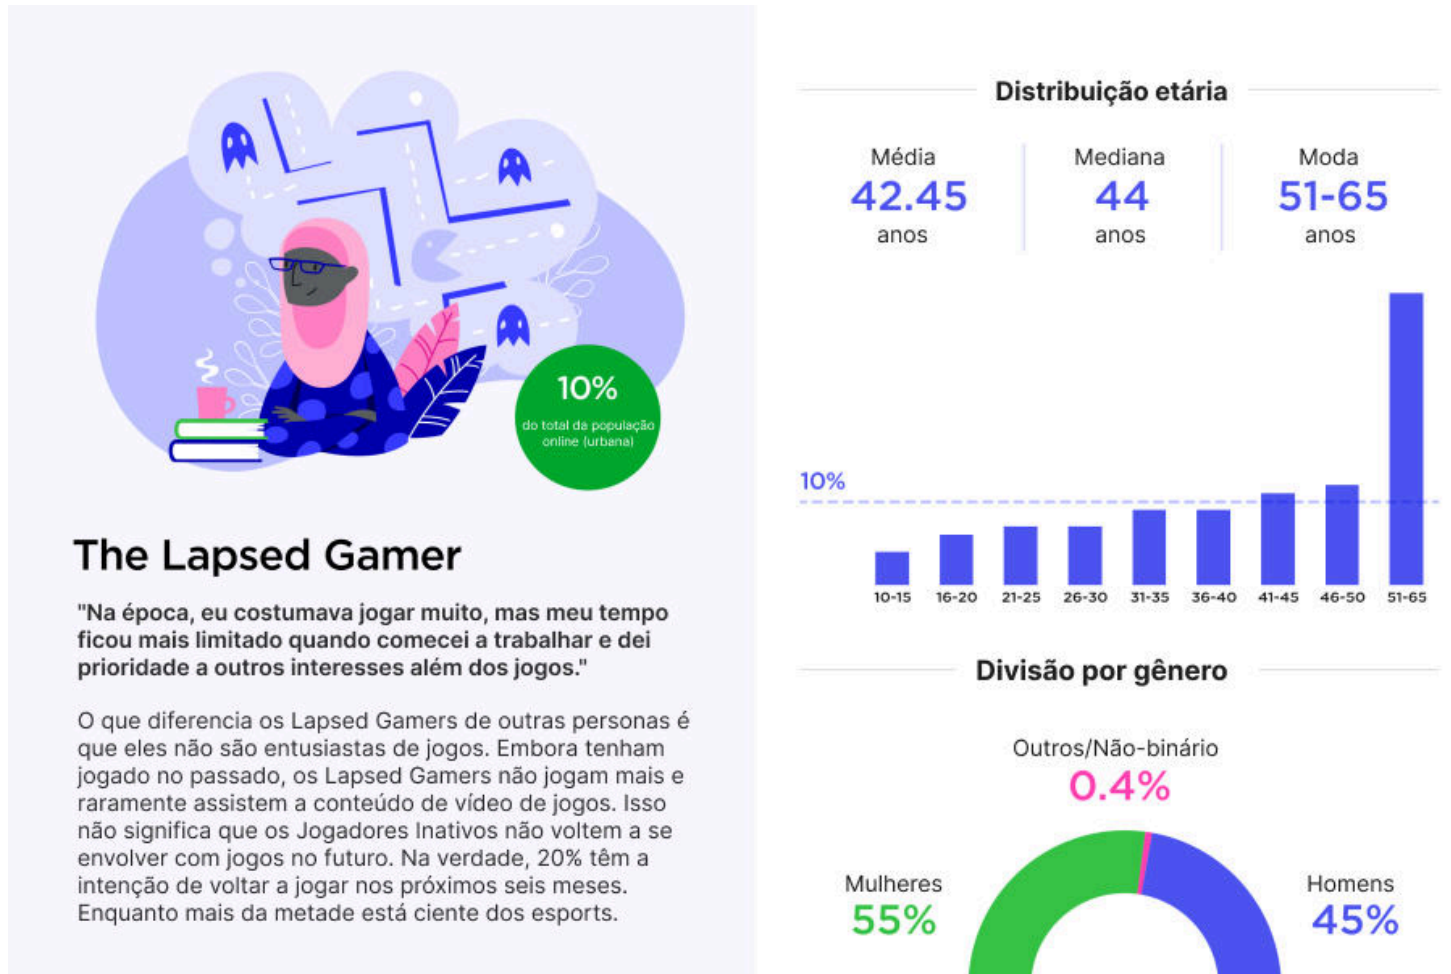 10%
do total da população
online (urbana)
The Lapsed Gamer
"Na época, eu costumava jogar muito, mas meu tempo
ficou mais limitado quando comecei a trabalhar e dei
prioridade a outros interesses além dos jogos."
O que diferencia os Lapsed Gamers de outras personas é
que eles não são entusiastas de jogos. Embora tenham
jogado no passado, os Lapsed Gamers não jogam mais e
raramente assistem a conteúdo de vídeo de jogos. Isso
não significa que os Jogadores Inativos não voltem a se
envolver com jogos no futuro. Na verdade, 20% têm a
intenção de voltar a jogar nos próximos seis meses.
Enquanto mais da metade está ciente dos esports.
Distribuição etária
Média
42.45
anos
Mediana
44
anos
Moda
51-65
anos
10%
10-15 16-20 21-25 26-30 31-35 36-40 41-45 46-50 51-65
Divisão por gênero
Outros/Não-binário
0.4%
Mulheres
55%
Homens
45%